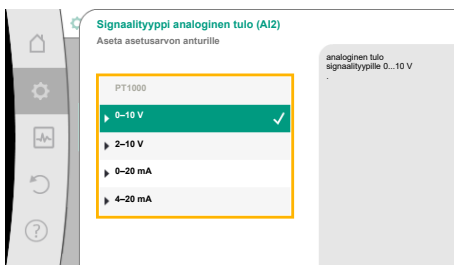 Signaalityyppi analoginen tulo (AI2)
Aseta asetusarvon anturille
analoginen tulo
signaalityypille 0...10 V
.
PT1000
0–10 V
2–10 V
0–20 mA
4–20 mA
?